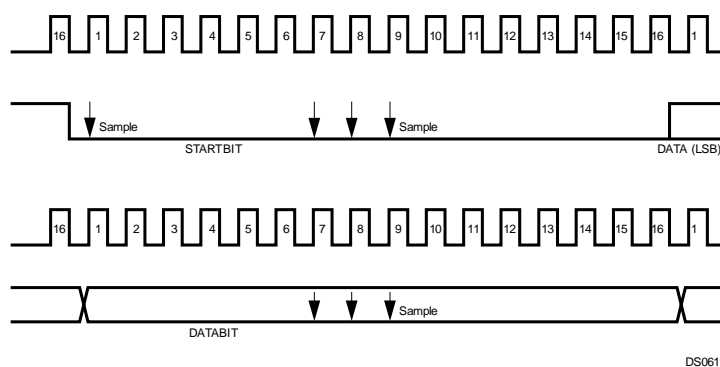 16 1 2 3 4 5 6 7 8 9 10 11 12 13 14 15 16 1
Sample Sample
STARTBIT DATA (LSB)
16 1 2 3 4 5 6 7 8 9 10 11 12 13 14 15 16 1
Sample
DATABIT
DS061